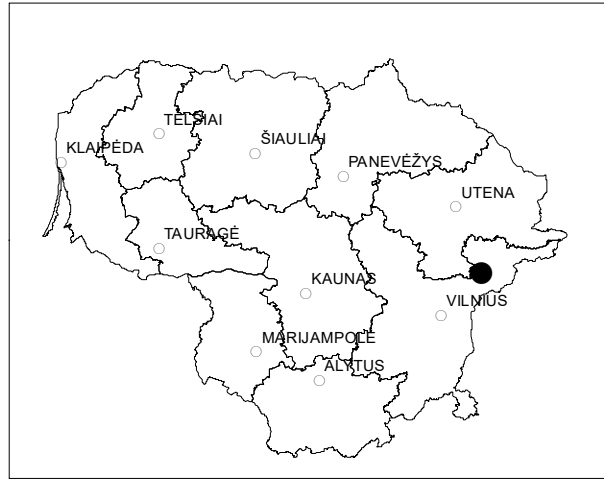 TELŠIAI
KLAIPĖDA
ŠIAULIAI
PANEVĖŽYS
UTENA
TAURAGĖ
KAUNAS
VILNIUS
MARIJAMPOLĖ
ALYTUS